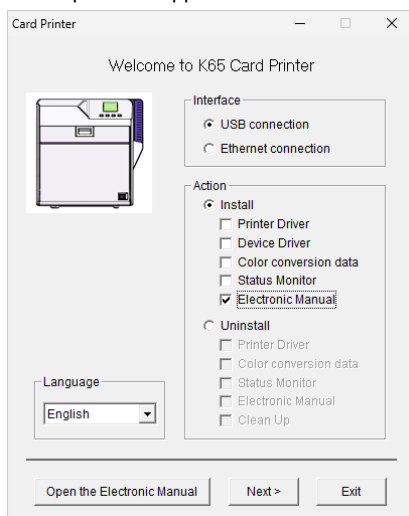 Card Printer
Welcome to K65 Card Printer
Interface
USB connection
Ethernet connection
Action
Install
Printer Driver
Device Driver
Color conversion data
Status Monitor
Electronic Manual
Uninstall
Printer Driver
Color conversion data
Status Monitor
Electronic Manual
Clean Up
Language
English
Open the Electronic Manual
Next >
Exit